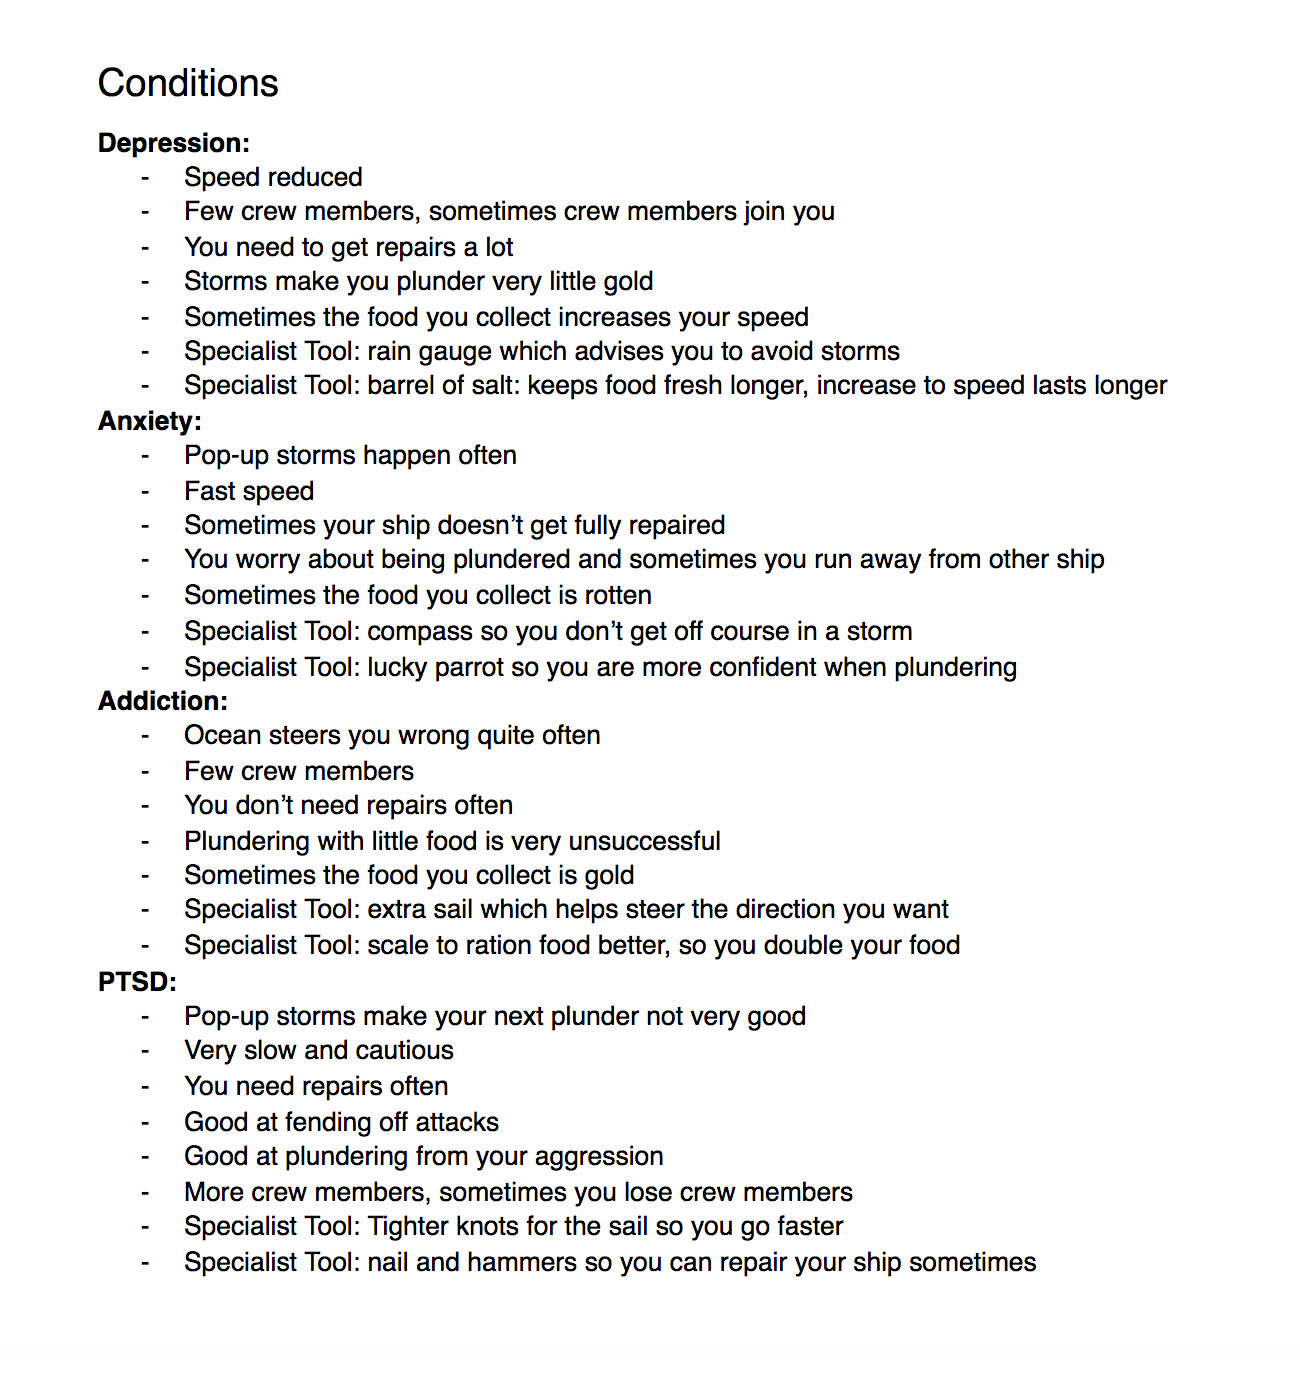 Conditions
Depression:
- Speed reduced
- Few crew members, sometimes crew members join you
- You need to get repairs a lot
- Storms make you plunder very little gold
- Sometimes the food you collect increases your speed
- Specialist Tool: rain gauge which advises you to avoid storms
- Specialist Tool: barrel of salt: keeps food fresh longer, increase to speed lasts longer
Anxiety:
- Pop-up storms happen often
- Fast speed
- Sometimes your ship doesn’t get fully repaired
- You worry about being plundered and sometimes you run away from other ship
- Sometimes the food you collect is rotten
- Specialist Tool: compass so you don’t get off course in a storm
- Specialist Tool: lucky parrot so you are more confident when plundering
Addiction:
- Ocean steers you wrong quite often
- Few crew members
- You don’t need repairs often
- Plundering with little food is very unsuccessful
- Sometimes the food you collect is gold
- Specialist Tool: extra sail which helps steer the direction you want
- Specialist Tool: scale to ration food better, so you double your food
PTSD:
- Pop-up storms make your next plunder not very good
- Very slow and cautious
- You need repairs often
- Good at fending off attacks
- Good at plundering from your aggression
- More crew members, sometimes you lose crew members
- Specialist Tool: Tighter knots for the sail so you go faster
- Specialist Tool: nail and hammers so you can repair your ship sometimes